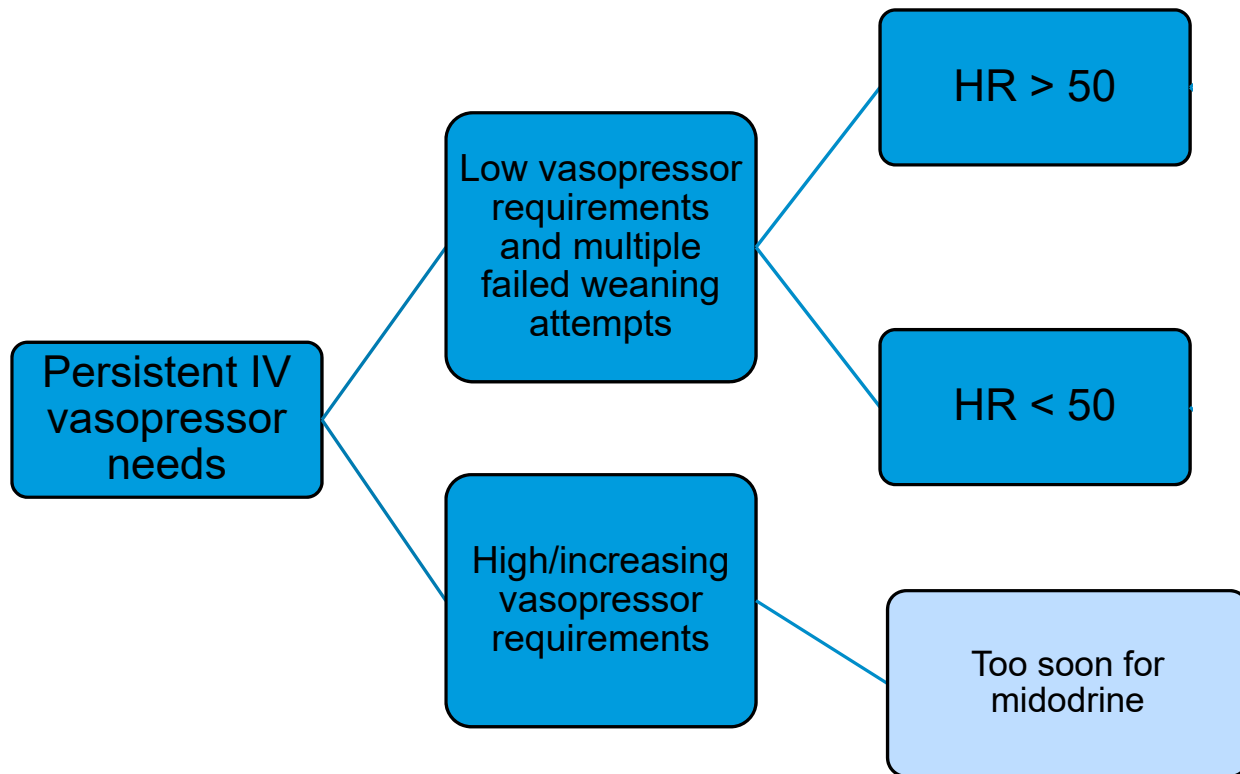 Persistent IV
vasopressor
needs
Low vasopressor
requirements
and multiple
failed weaning
attempts
HR > 50
HR < 50
High/increasing
vasopressor
requirements
Too soon for
midodrine